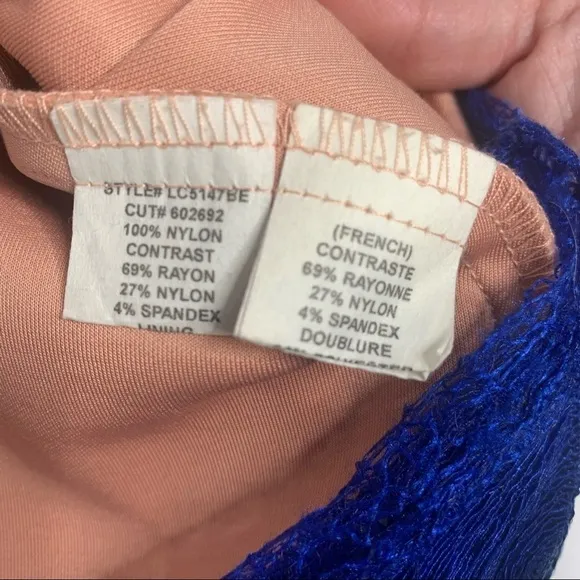 STYLE# LC5147BE
CUT# 602692
100% NYLON
CONTRAST
69% RAYON
27% NYLON
4% SPANDEX
LINING
(FRENCH)
CONTRASTE
69% RAYONNE
27% NYLON
4% SPANDEX
DOUBLURE